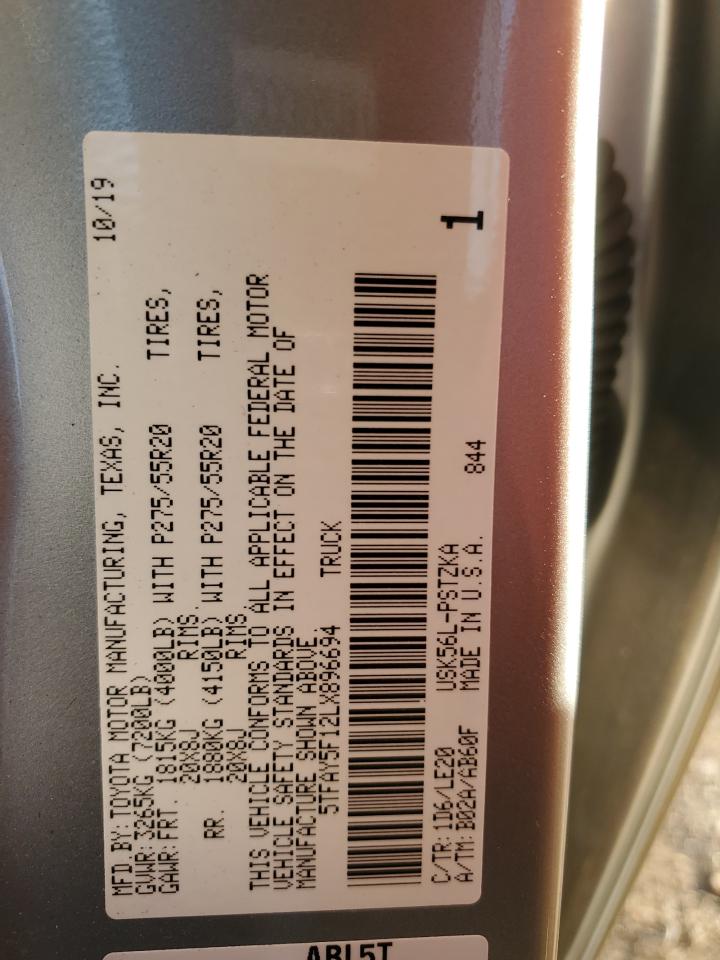 MFD. BY: TOYOTA MOTOR MANUFACTURING, TEXAS, INC. 10/19
GVWR: 3265KG (7200LB)
GAWR: FRT. 1815KG (4000LB) WITH P275/55R20 TIRES,
20X8J RIMS.
RR. 1880KG (4150LB) WITH P275/55R20 TIRES,
20X8J RIMS.
THIS VEHICLE CONFORMS TO ALL APPLICABLE FEDERAL MOTOR
VEHICLE SAFETY STANDARDS IN EFFECT ON THE DATE OF
MANUFACTURE SHOWN ABOVE.
5TFAY5F12LX896694 TRUCK
C/TR: 1D6/LE20 USK56L-PSTZKA 844 1
A/TM: B02A/AB60F MADE IN U.S.A.